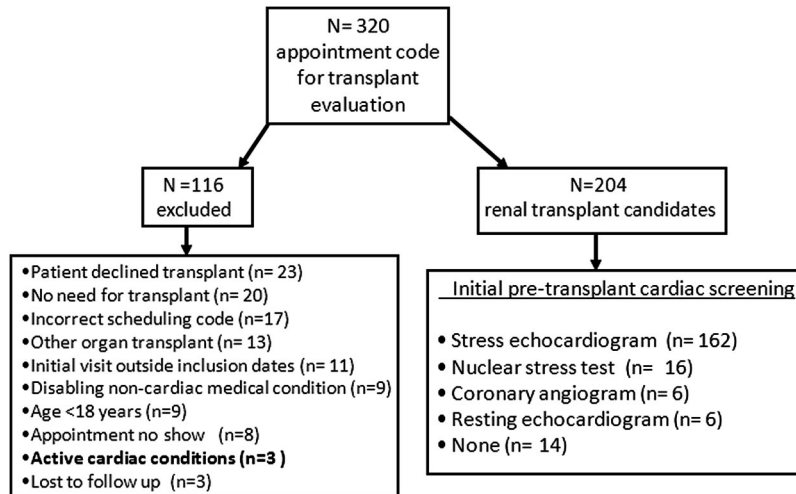 N= 320
appointment code
for transplant
evaluation
N =116
excluded
N=204
renal transplant candidates
•Patient declined transplant (n= 23)
•No need for transplant (n= 20)
•Incorrect scheduling code (n=17)
•Other organ transplant (n= 13)
•Initial visit outside inclusion dates (n= 11)
•Disabling non-cardiac medical condition (n=9)
•Age <18 years (n=9)
•Appointment no show (n=8)
•Active cardiac conditions (n=3 )
•Lost to follow up (n=3)
Initial pre-transplant cardiac screening
• Stress echocardiogram (n= 162)
• Nuclear stress test (n= 16)
• Coronary angiogram (n= 6)
• Resting echocardiogram (n= 6)
• None (n= 14)